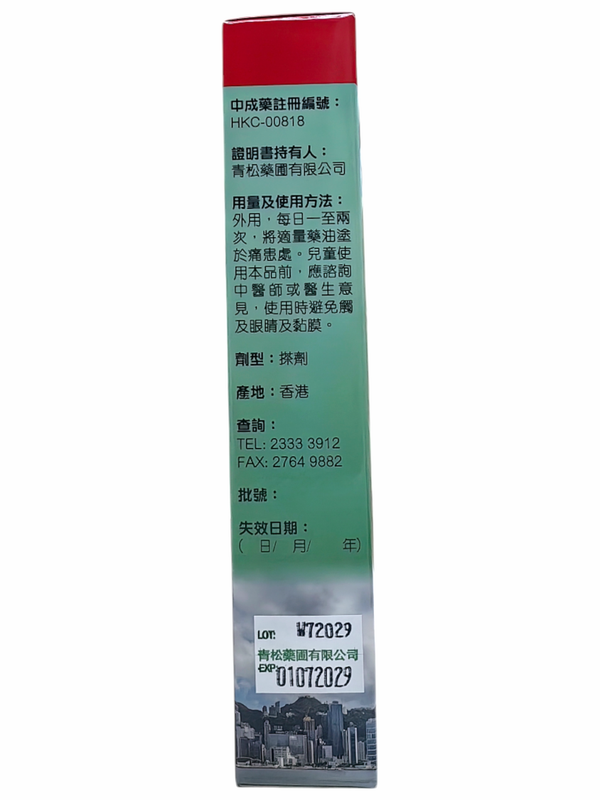 中成藥註冊編號：
HKC-00818
證明書持有人：
青松藥圃有限公司
用量及使用方法：
外用，每日一至兩
次，將適量藥油塗
於痛患處。兒童使
用本品前，應諮詢
中醫師或醫生意
見，使用時避免觸
及眼睛及黏膜。
劑型：搽劑
產地：香港
查詢：
TEL: 2333 3912
FAX: 2764 9882
批號：
失效日期：
( 日/ 月/ 年)
LOT: W72029
青松藥圃有限公司
EXP: 01072029